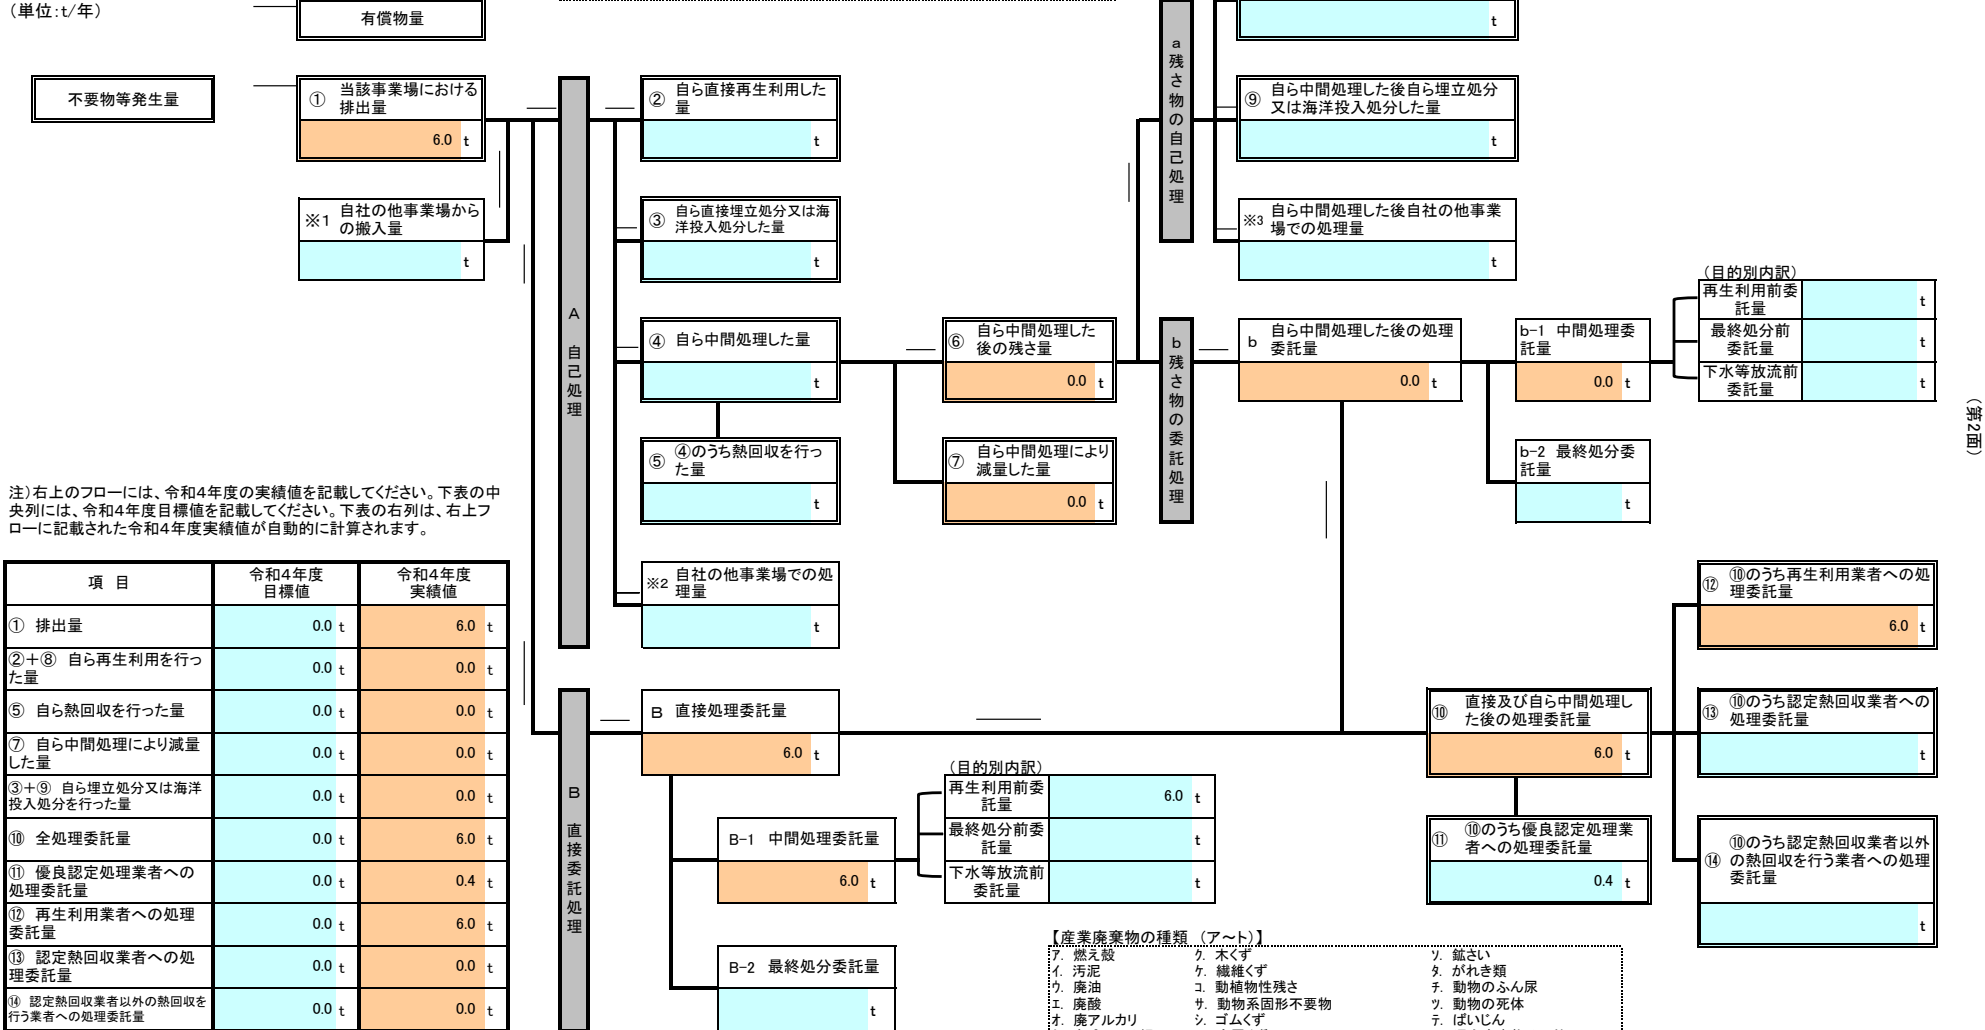 （単位：t/年）
有償物量
t
不要物等発生量
① 当該事業場における
排出量
6.0 t
② 自ら直接再生利用した
量
t
⑨ 自ら中間処理した後自ら埋立処分
又は海洋投入処分した量
t
a 残さ物の自己処理
※1 自社の他事業場から
の搬入量
t
③ 自ら直接埋立処分又は海
洋投入処分した量
t
※3 自ら中間処理した後自社の他事業
場での処理量
t
A 自己処理
④ 自ら中間処理した量
t
⑥ 自ら中間処理した
後の残さ量
0.0 t
b 残さ物の委託処理
b 自ら中間処理した後の処理
委託量
0.0 t
b-1 中間処理委
託量
0.0 t
（目的別内訳）
再生利用前委
託量
t
最終処分前
委託量
t
下水等放流前
委託量
t
（第2面）
⑤ ④のうち熱回収を行っ
た量
t
⑦ 自ら中間処理により
減量した量
0.0 t
b-2 最終処分委
託量
t
注）右上のフローには、令和４年度の実績値を記載してください。下表の中
央列には、令和４年度目標値を記載してください。下表の右列は、右上フ
ローに記載された令和４年度実績値が自動的に計算されます。
※2 自社の他事業場での処
理量
t
項 目
令和４年度
目標値
令和４年度
実績値
① 排出量 0.0 t 6.0 t
②＋⑧ 自ら再生利用を行っ
た量 0.0 t 0.0 t
⑤ 自ら熱回収を行った量 0.0 t 0.0 t
⑦ 自ら中間処理により減量
した量 0.0 t 0.0 t
③＋⑨ 自ら埋立処分又は海洋
投入処分を行った量 0.0 t 0.0 t
⑩ 全処理委託量 0.0 t 6.0 t
⑪ 優良認定処理業者への
処理委託量 0.0 t 0.4 t
⑫ 再生利用業者への処理
委託量 0.0 t 6.0 t
⑬ 認定熱回収業者への処
理委託量 0.0 t 0.0 t
⑭ 認定熱回収業者以外の熱回収を
行う業者への処理委託量 0.0 t 0.0 t
B 直接委託処理
B 直接処理委託量
6.0 t
B-1 中間処理委託量
6.0 t
（目的別内訳）
再生利用前委
託量
6.0 t
最終処分前委
託量
t
下水等放流前
委託量
t
B-2 最終処分委託量
t
⑩ 直接及び自ら中間処理し
た後の処理委託量
6.0 t
⑪ ⑩のうち優良認定処理業
者への処理委託量
0.4 t
⑫ ⑩のうち再生利用業者への処
理委託量
6.0 t
⑬ ⑩のうち認定熱回収業者への
処理委託量
t
⑭ ⑩のうち認定熱回収業者以外
の熱回収を行う業者への処理
委託量
t
【産業廃棄物の種類 （ア～ト）】
ア. 燃え殻 ク. 木くず ソ. 鉱さい
イ. 汚泥 ケ. 繊維くず タ. がれき類
ウ. 廃油 コ. 動植物性残さ チ. 動物のふん尿
エ. 廃酸 サ. 動物系固形不要物 ツ. 動物の死体
オ. 廃アルカリ シ. ゴムくず テ. ばいじん